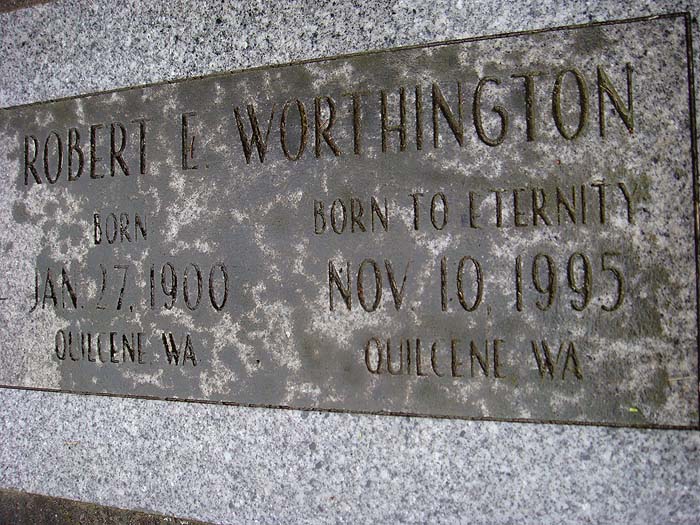 ROBERT E. WORTHINGTON
BORN
BORN TO ETERNITY
JAN. 27, 1900
NOV. 10, 1995
QUILCENE WA
QUILCENE WA